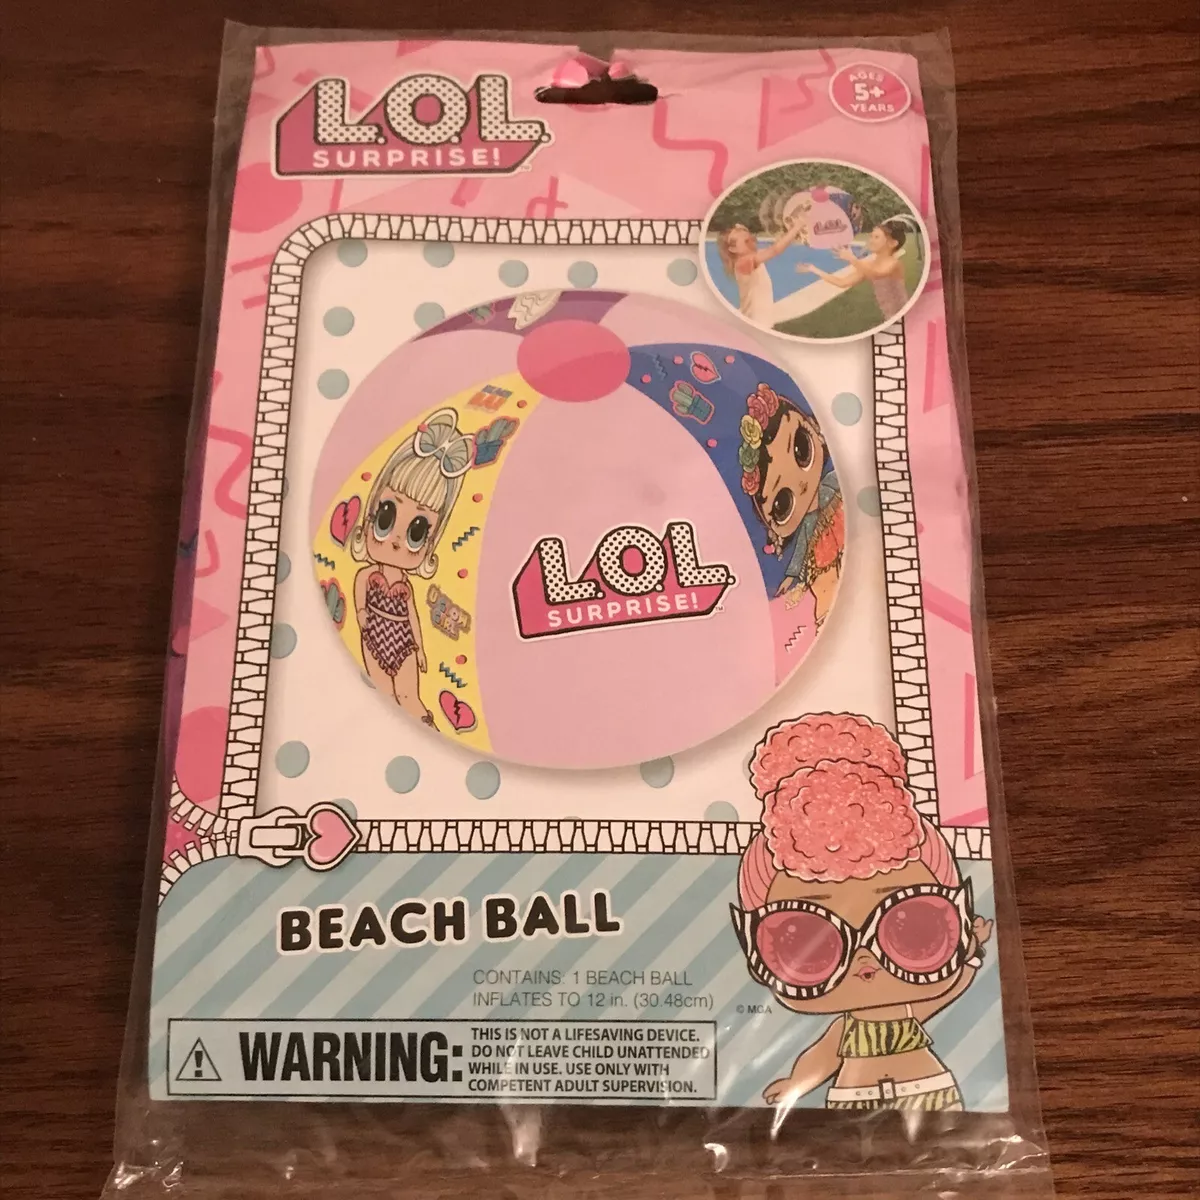 L.O.L.
SURPRISE!™
AGES
5+
YEARS
L.O.L.
L.O.L.
SURPRISE!™
BEACH BALL
CONTAINS: 1 BEACH BALL
INFLATES TO 12 in. (30.48cm)
© MGA
WARNING:
THIS IS NOT A LIFESAVING DEVICE.
DO NOT LEAVE CHILD UNATTENDED
WHILE IN USE. USE ONLY WITH
COMPETENT ADULT SUPERVISION.